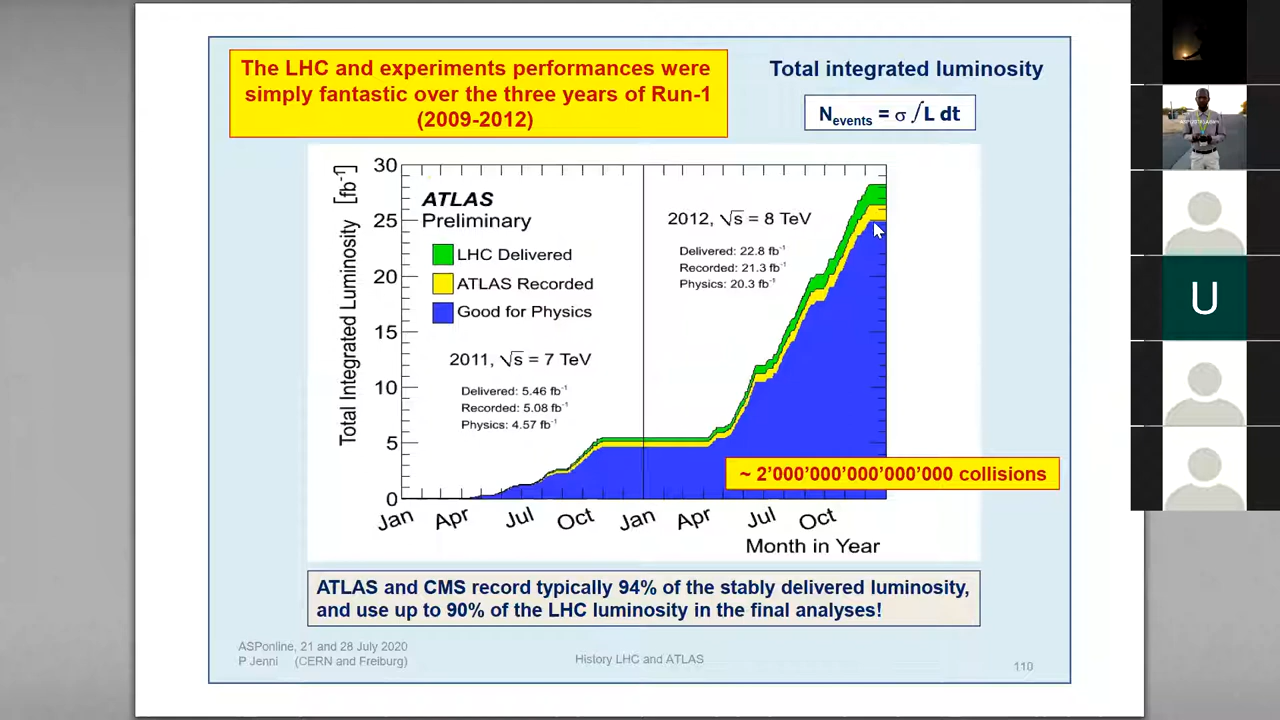 The LHC and experiments performances were
simply fantastic over the three years of Run-1
(2009-2012)
Total integrated luminosity
Nevents = σ ∫L dt
Total Integrated Luminosity [fb⁻¹]
30
25
20
15
10
5
0
ATLAS
Preliminary
LHC Delivered
ATLAS Recorded
Good for Physics
2011, √s = 7 TeV
Delivered: 5.46 fb⁻¹
Recorded: 5.08 fb⁻¹
Physics: 4.57 fb⁻¹
2012, √s = 8 TeV
Delivered: 22.8 fb⁻¹
Recorded: 21.3 fb⁻¹
Physics: 20.3 fb⁻¹
~ 2'000'000'000'000'000 collisions
Jan Apr Jul Oct Jan Apr Jul Oct
Month in Year
ATLAS and CMS record typically 94% of the stably delivered luminosity,
and use up to 90% of the LHC luminosity in the final analyses!
ASPonline, 21 and 28 July 2020
P Jenni (CERN and Freiburg)
History LHC and ATLAS
110
U